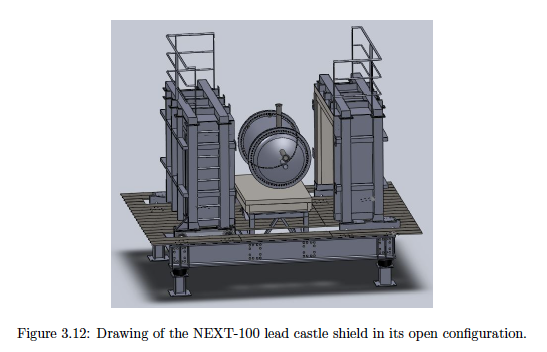 Figure 3.12: Drawing of the NEXT-100 lead castle shield in its open configuration.